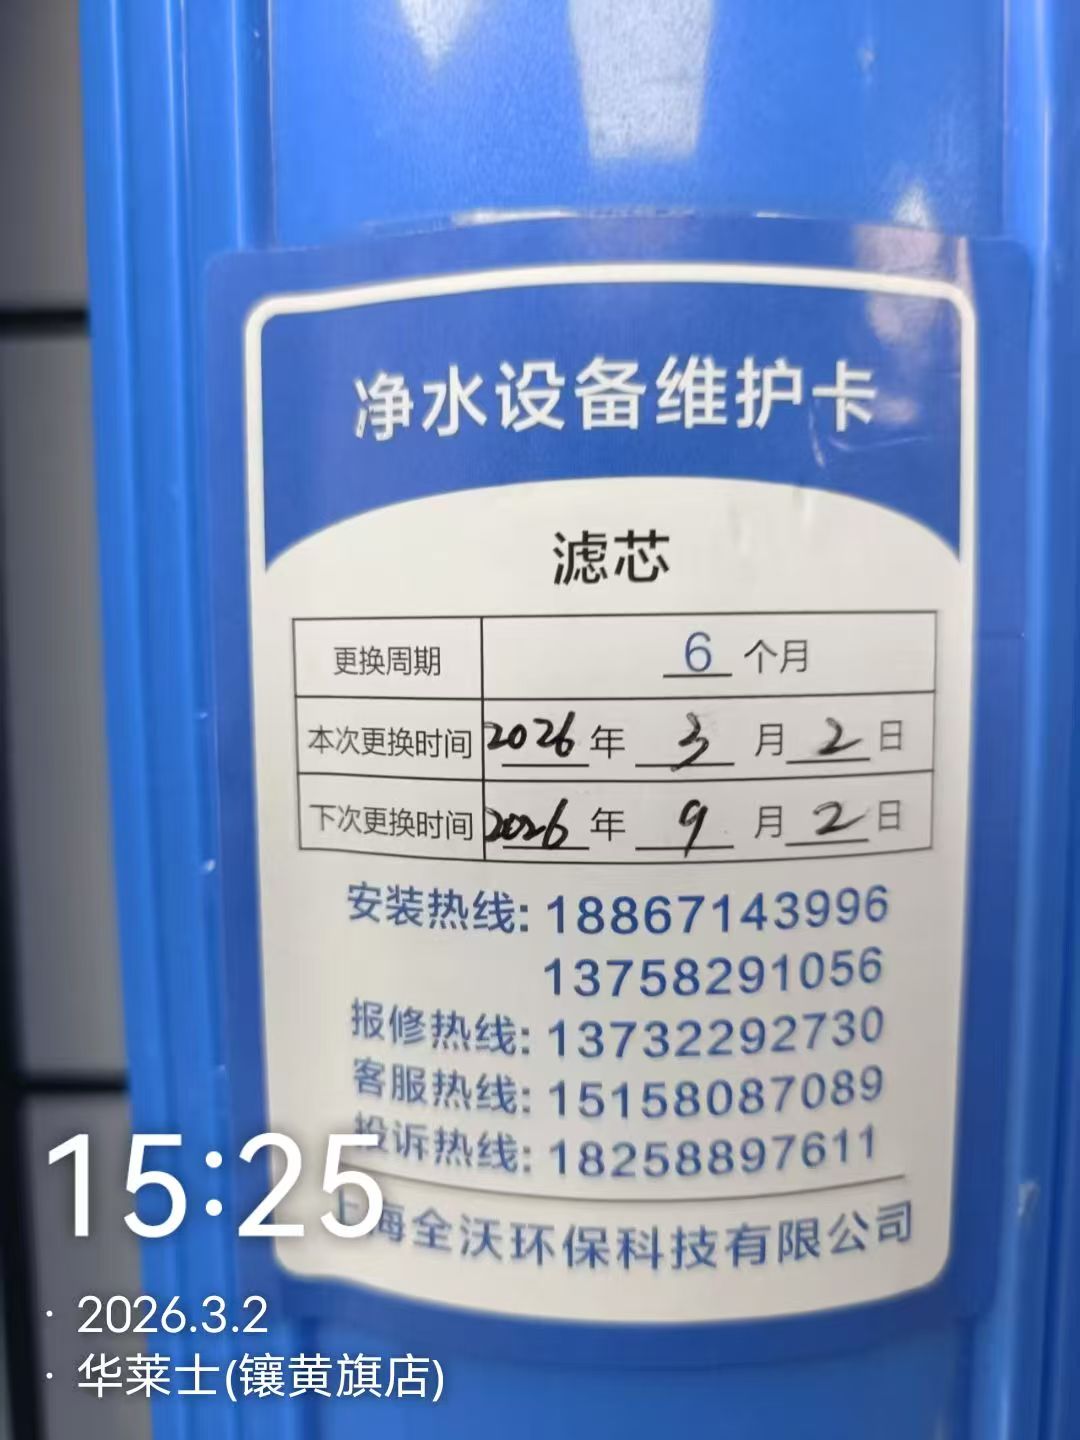 净水设备维护卡
滤芯
更换周期 6 个月
本次更换时间 2026 年 3 月 2 日
下次更换时间 2026 年 9 月 2 日
安装热线: 18867143996
13758291056
报修热线: 13732292730
客服热线: 15158087089
投诉热线: 18258897611
上海全沃环保科技有限公司
15:25
· 2026.3.2
· 华莱士(镶黄旗店)